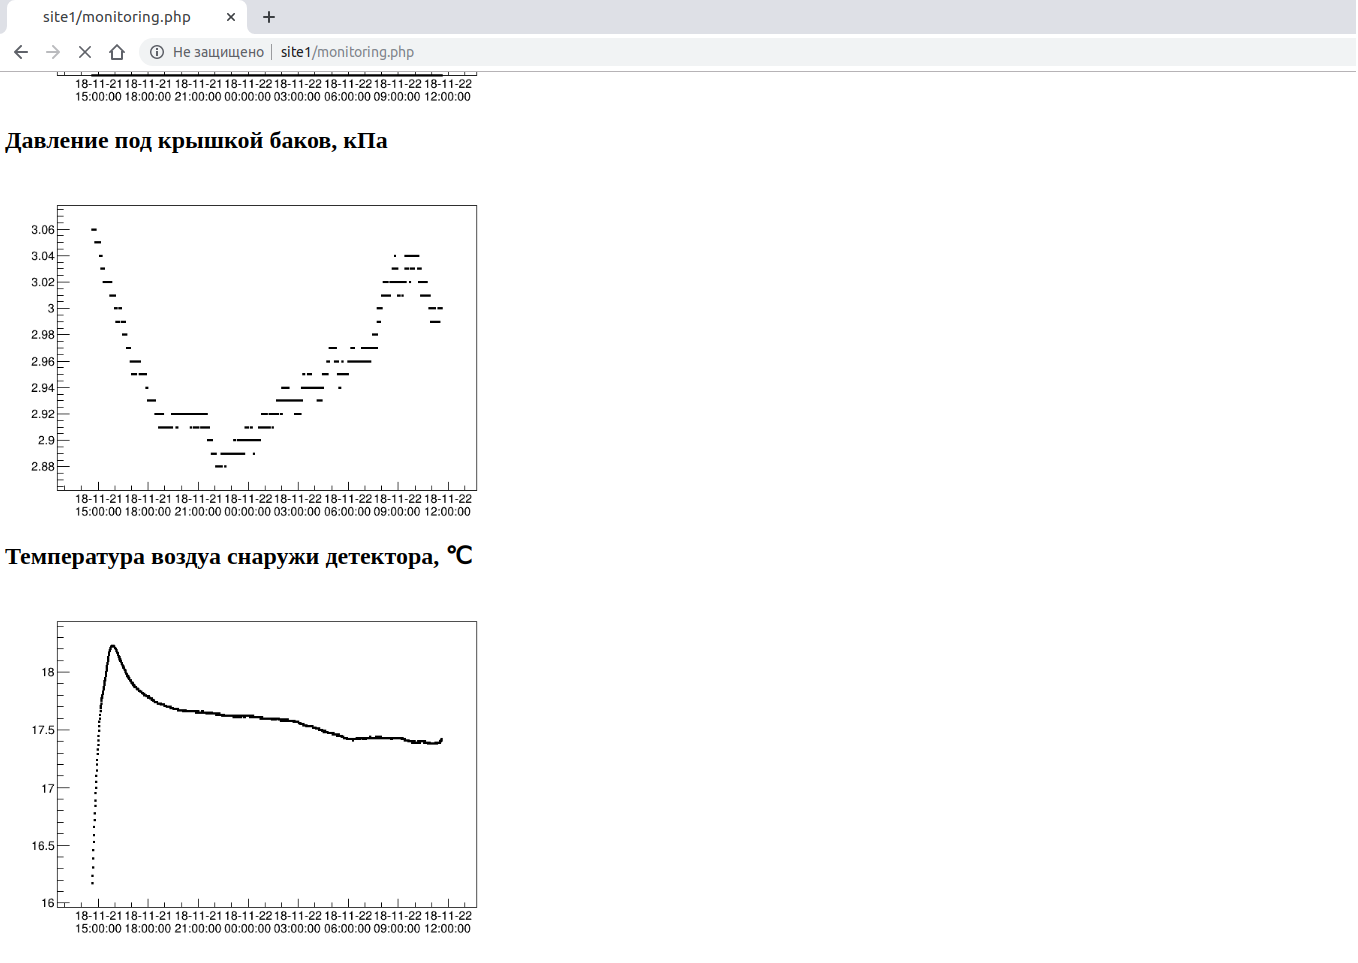 site1/monitoring.php
Не защищено site1/monitoring.php
18-11-21 18-11-21 18-11-21 18-11-22 18-11-22 18-11-22 18-11-22 18-11-22
15:00:00 18:00:00 21:00:00 00:00:00 03:00:00 06:00:00 09:00:00 12:00:00
Давление под крышкой баков, кПа
3.06
3.04
3.02
3
2.98
2.96
2.94
2.92
2.9
2.88
18-11-21 18-11-21 18-11-21 18-11-22 18-11-22 18-11-22 18-11-22 18-11-22
15:00:00 18:00:00 21:00:00 00:00:00 03:00:00 06:00:00 09:00:00 12:00:00
Температура воздуа снаружи детектора, ℃
18
17.5
17
16.5
16
18-11-21 18-11-21 18-11-21 18-11-22 18-11-22 18-11-22 18-11-22 18-11-22
15:00:00 18:00:00 21:00:00 00:00:00 03:00:00 06:00:00 09:00:00 12:00:00